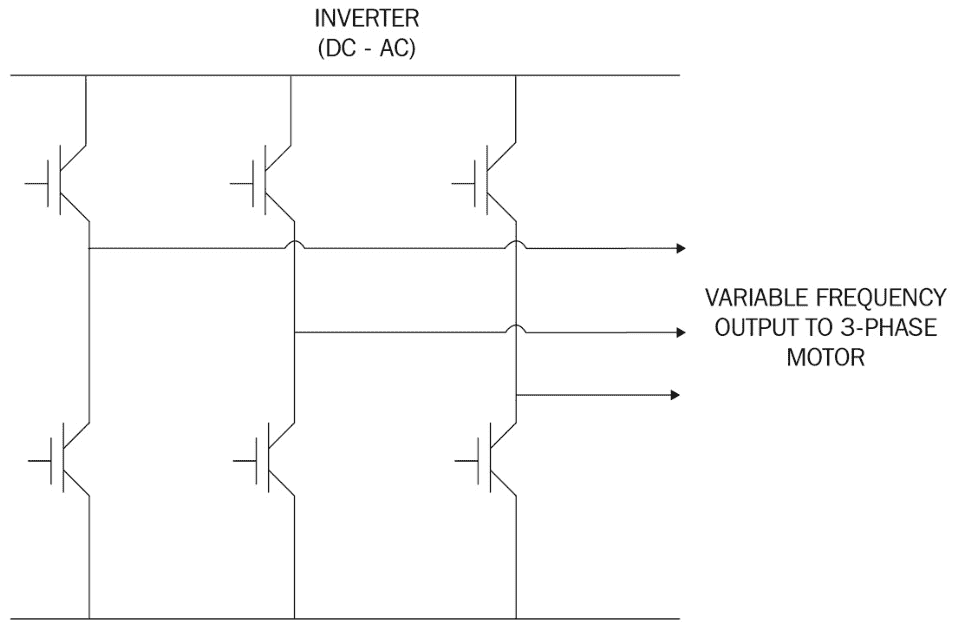 INVERTER
(DC - AC)
VARIABLE FREQUENCY
OUTPUT TO 3-PHASE
MOTOR